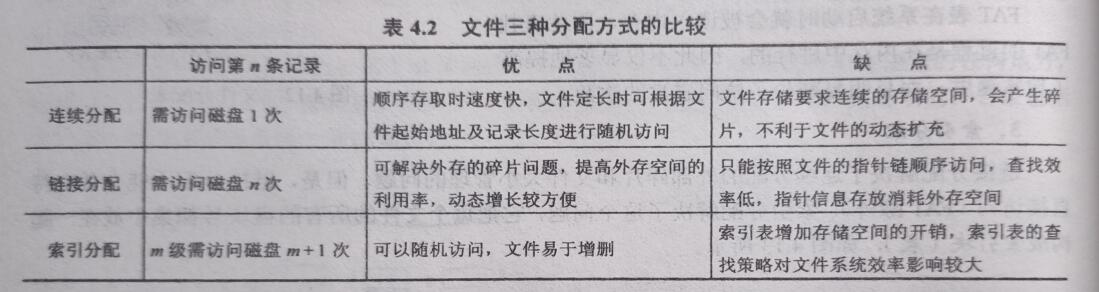 表 4.2 文件三种分配方式的比较
访问第 n 条记录 优 点 缺 点
连续分配 需访问磁盘 1 次 顺序存取时速度快，文件定长时可根据文 文件存储要求连续的存储空间，会产生碎
件起始地址及记录长度进行随机访问 片，不利于文件的动态扩充
链接分配 需访问磁盘 n 次 可解决外存的碎片问题，提高外存空间的 只能按照文件的指针链顺序访问，查找效
利用率，动态增长较方便 率低，指针信息存放消耗外存空间
索引分配 m 级需访问磁盘 m+1 次 可以随机访问，文件易于增删 索引表增加存储空间的开销，索引表的查
找策略对文件系统效率影响较大